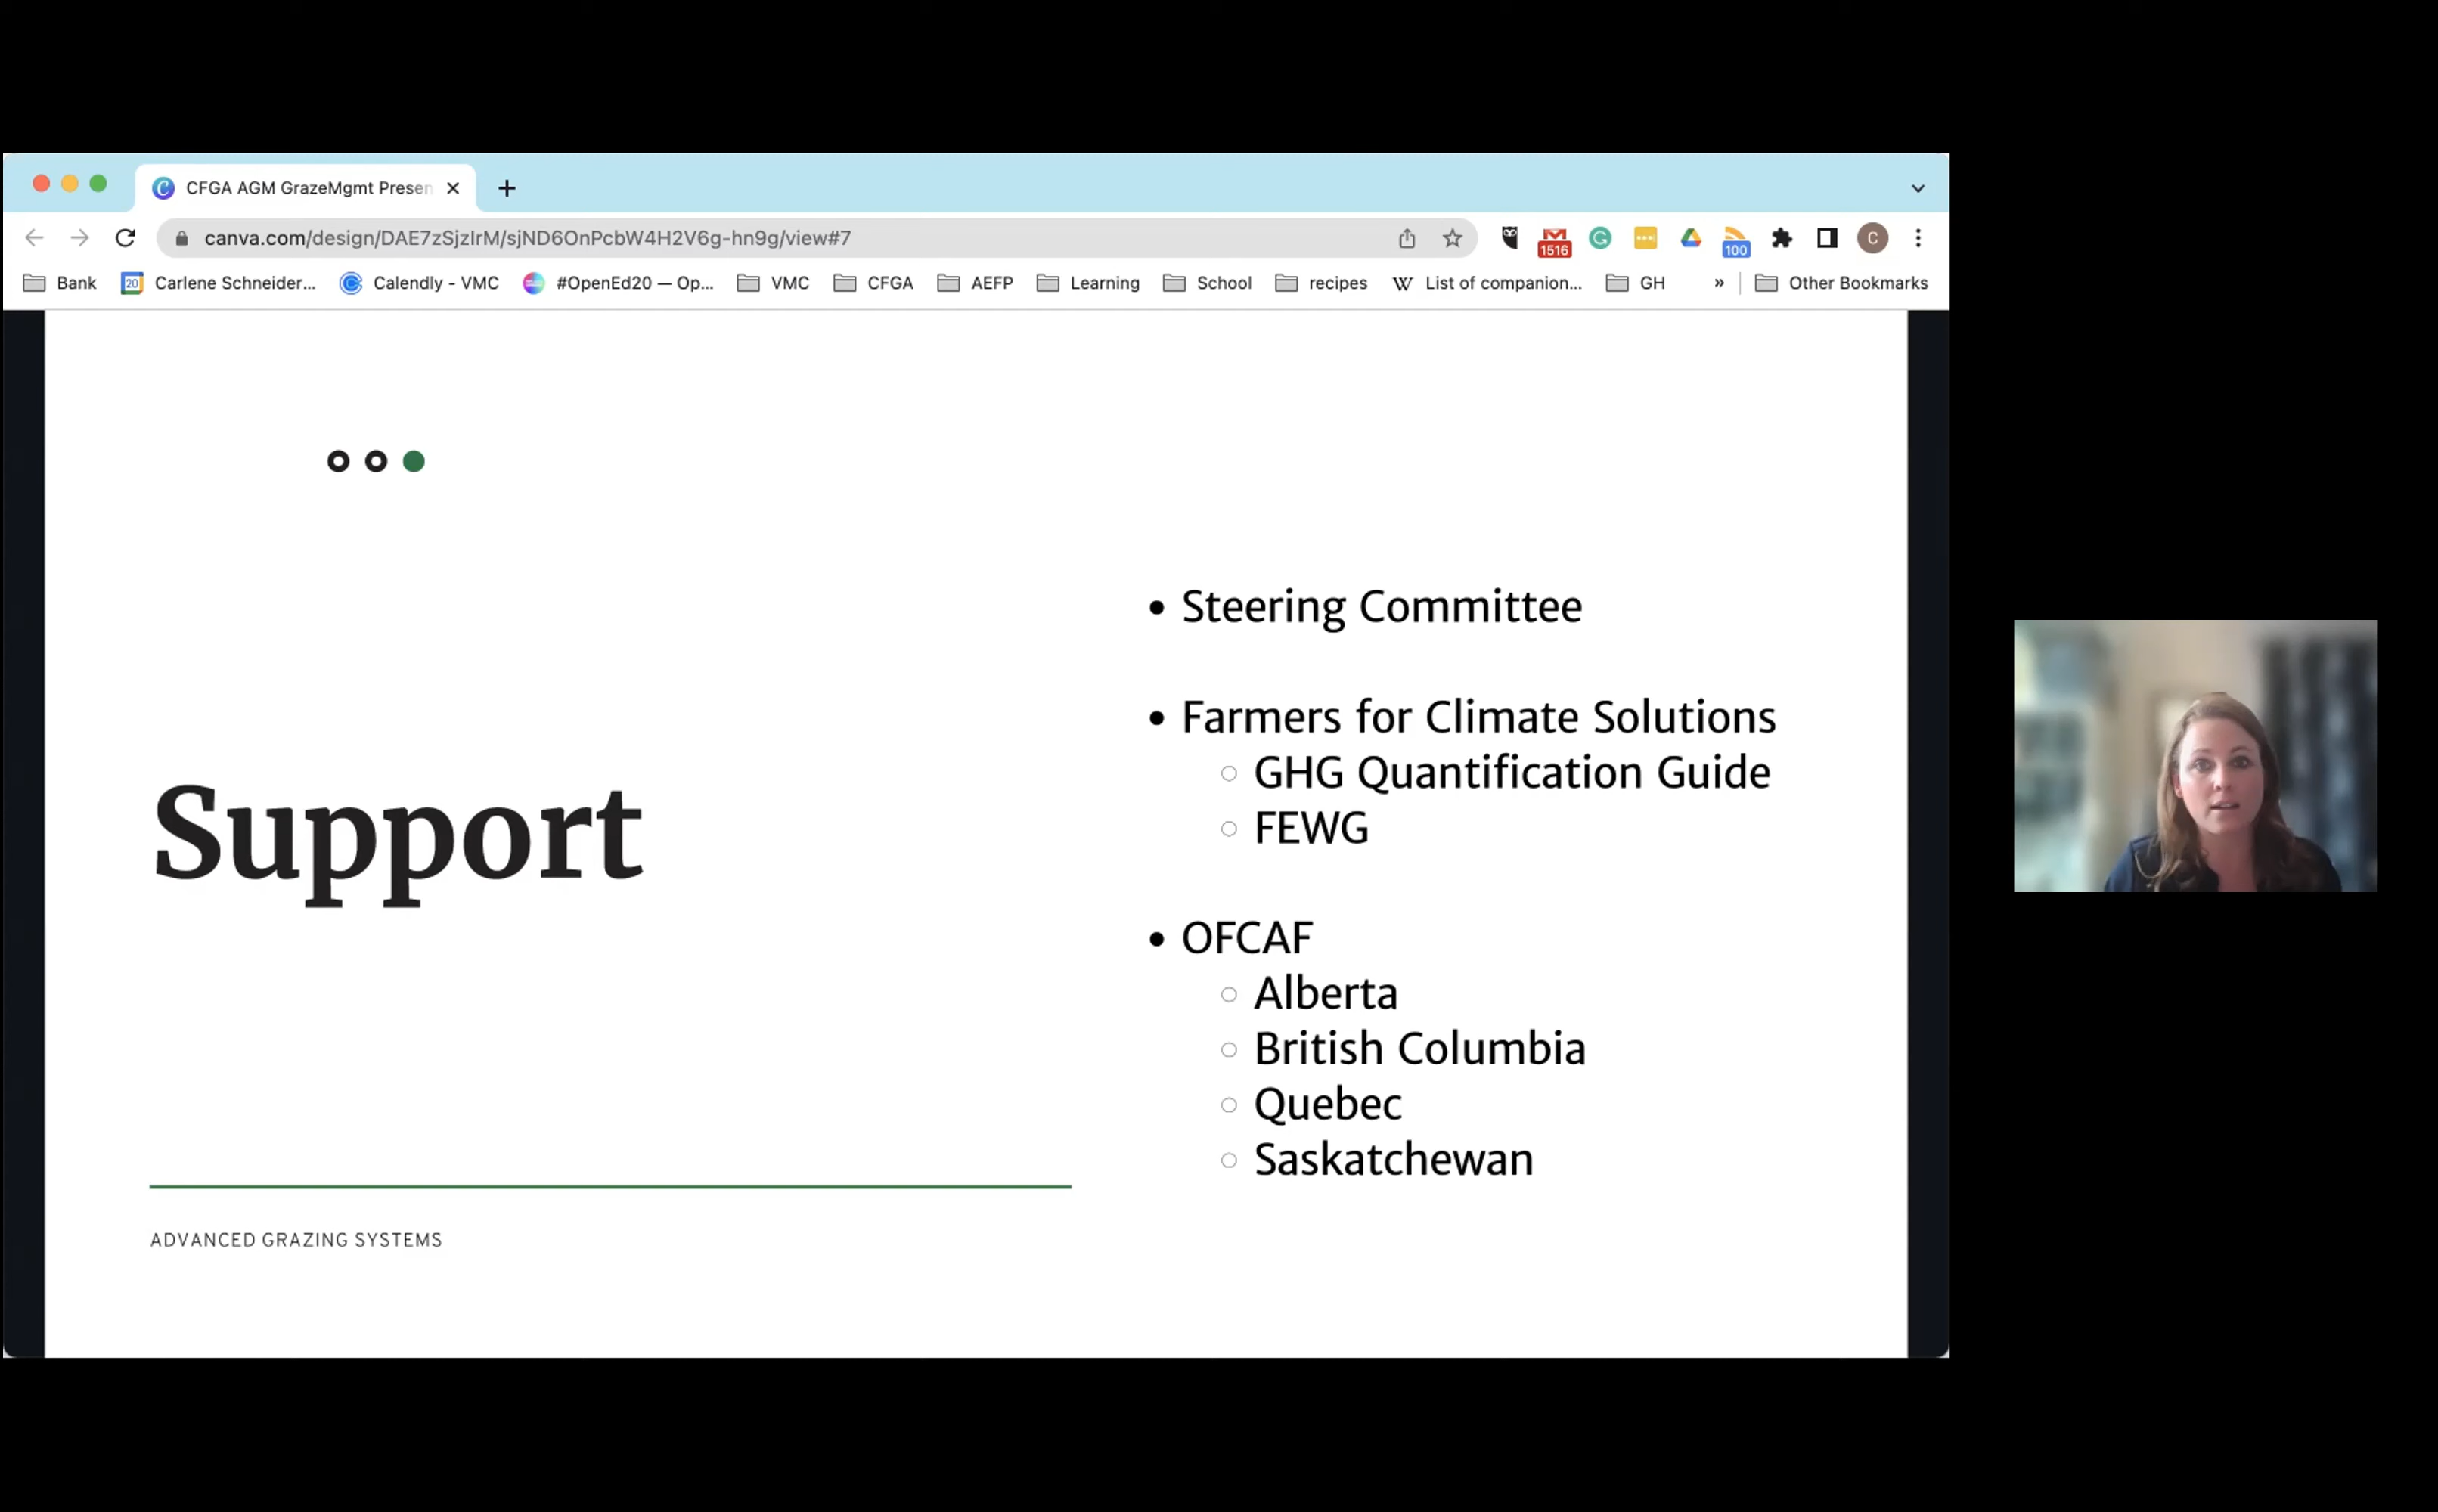 CFGA AGM GrazeMgmt Presen
canva.com/design/DAE7zSjzIrM/sjND6OnPcbW4H2V6g-hn9g/view#7
1516
100
C
Bank
20
Carlene Schneider...
Calendly - VMC
#OpenEd20 — Op...
VMC
CFGA
AEFP
Learning
School
recipes
W List of companion...
GH
»
Other Bookmarks
• Steering Committee
• Farmers for Climate Solutions
○ GHG Quantification Guide
○ FEWG
Support
• OFCAF
○ Alberta
○ British Columbia
○ Quebec
○ Saskatchewan
ADVANCED GRAZING SYSTEMS